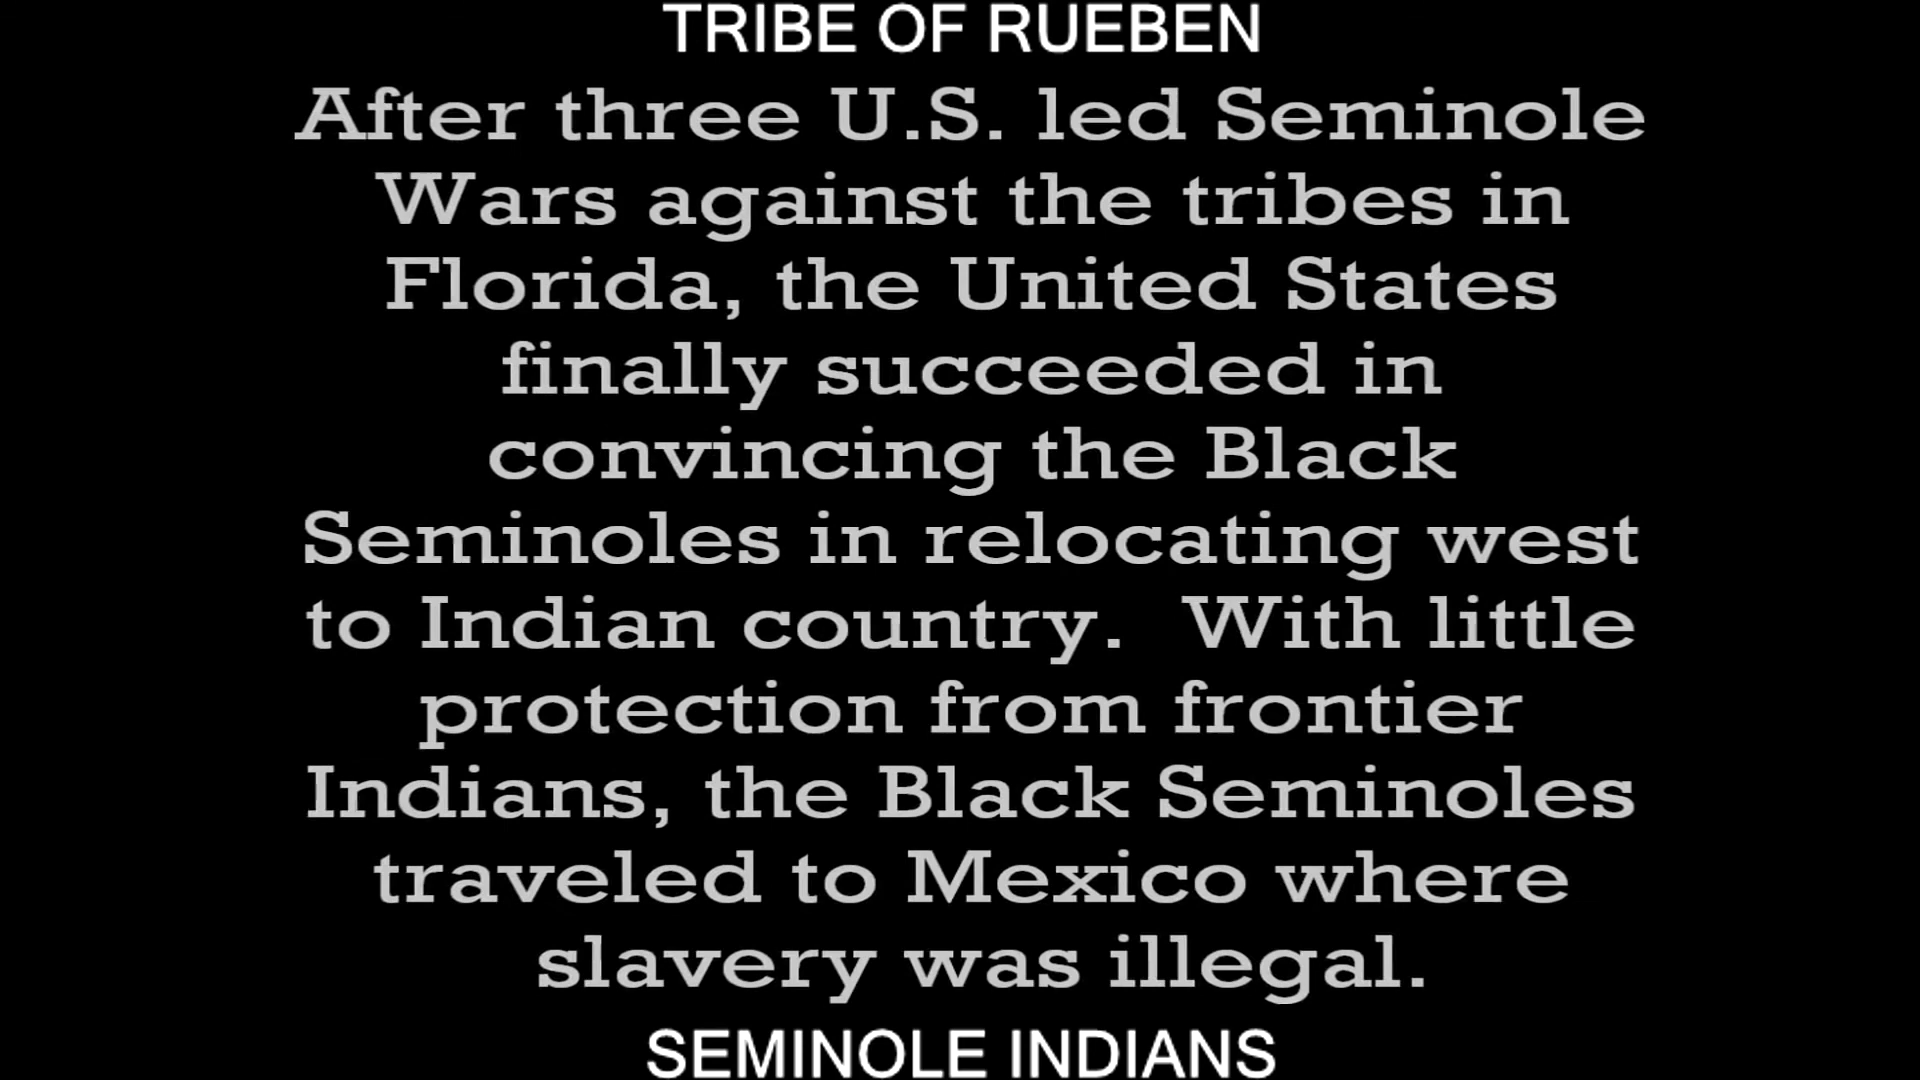 TRIBE OF RUEBEN
After three U.S. led Seminole
Wars against the tribes in
Florida, the United States
finally succeeded in
convincing the Black
Seminoles in relocating west
to Indian country.  With little
protection from frontier
Indians, the Black Seminoles
traveled to Mexico where
slavery was illegal.
SEMINOLE INDIANS